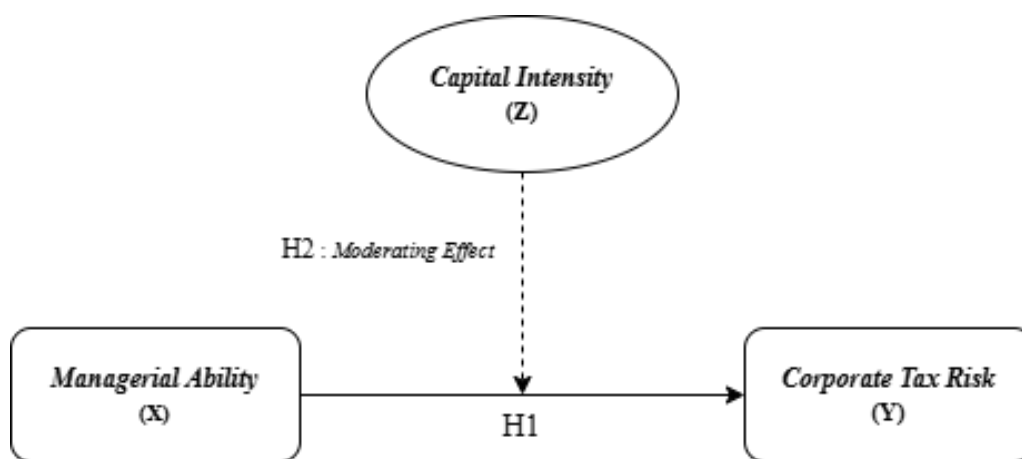 Capital Intensity
(Z)
H2 : Moderating Effect
Managerial Ability
(X)
H1
Corporate Tax Risk
(Y)